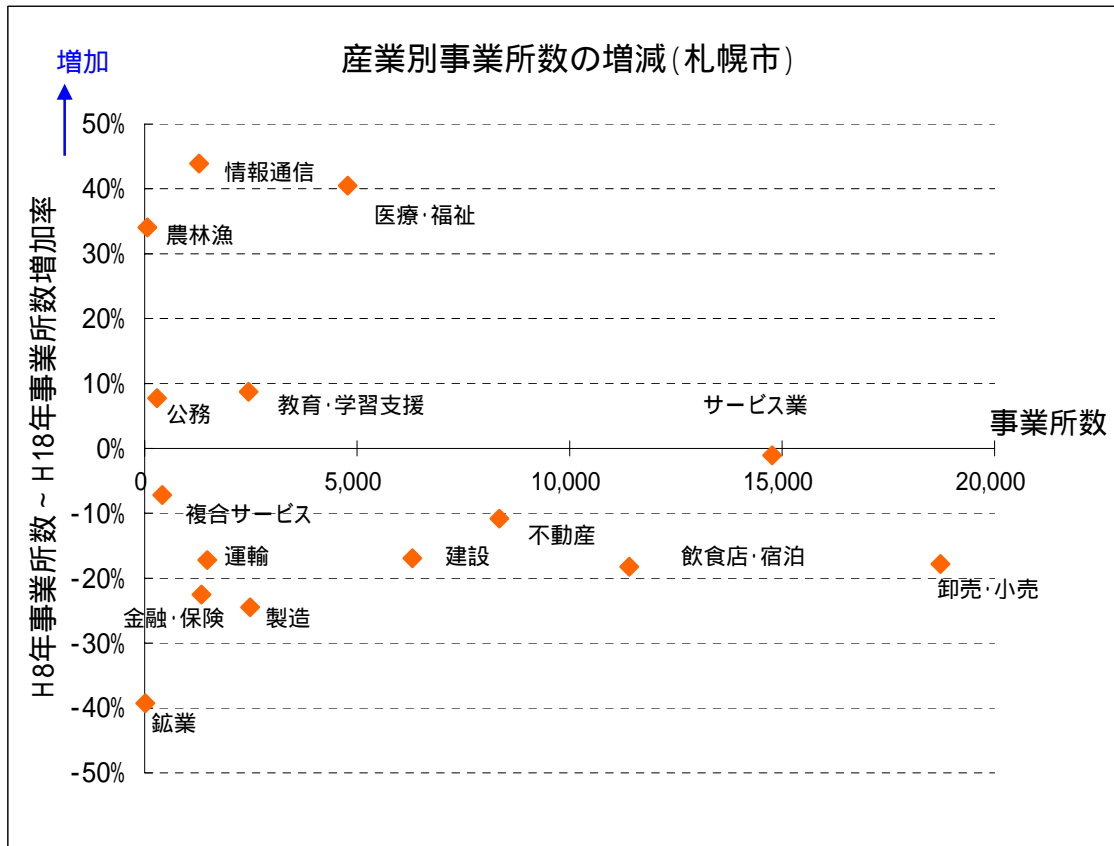 産業別事業所数の増減(札幌市)
増加
H8年事業所数~H18年事業所数増加率
50%
40%
30%
20%
10%
0%
-10%
-20%
-30%
-40%
-50%
情報通信
医療･福祉
農林漁
公務
教育･学習支援
サービス業
事業所数
0
5,000
10,000
15,000
20,000
複合サービス
不動産
運輸
建設
飲食店･宿泊
卸売･小売
金融･保険
製造
鉱業